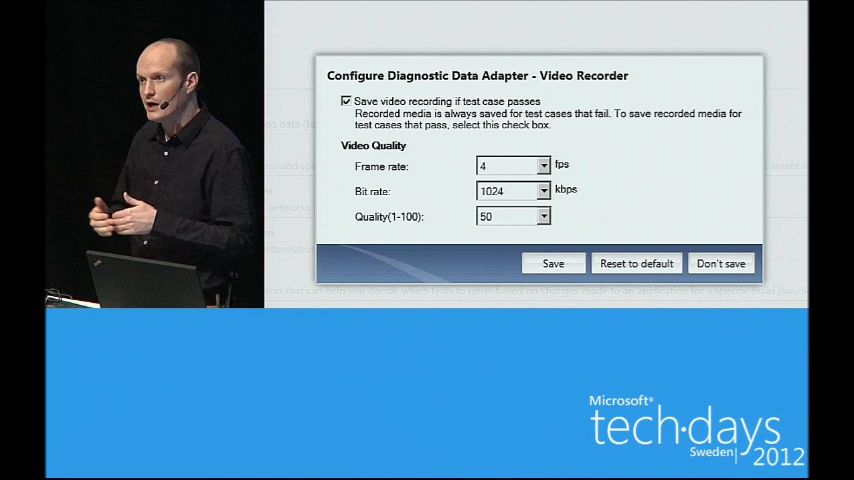 Configure Diagnostic Data Adapter - Video Recorder
Save video recording if test case passes
Recorded media is always saved for test cases that fail. To save recorded media for
test cases that pass, select this check box.
Video Quality
Frame rate: 4 fps
Bit rate: 1024 kbps
Quality(1-100): 50
Save Reset to default Don't save
Microsoft®
tech·days
Sweden| 2012